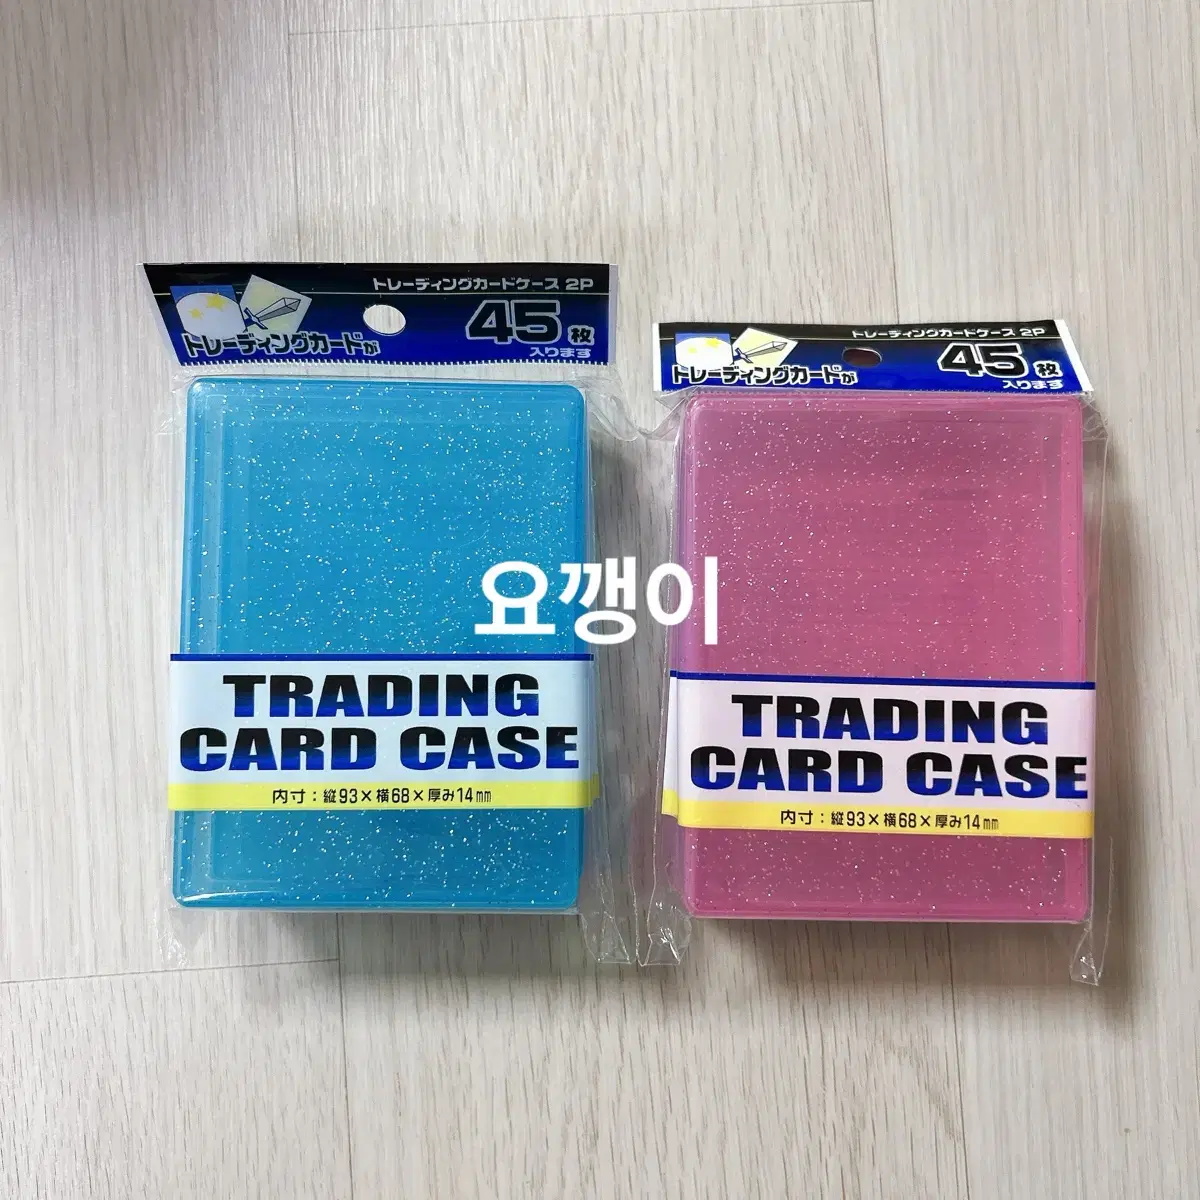 トレーディングカードケース 2P
トレーディングカードが
45枚
入ります
TRADING
CARD CASE
内寸：縦93×横68×厚み14㎜
トレーディングカードケース 2P
トレーディングカードが
45枚
入ります
TRADING
CARD CASE
内寸：縦93×横68×厚み14㎜
요깽이